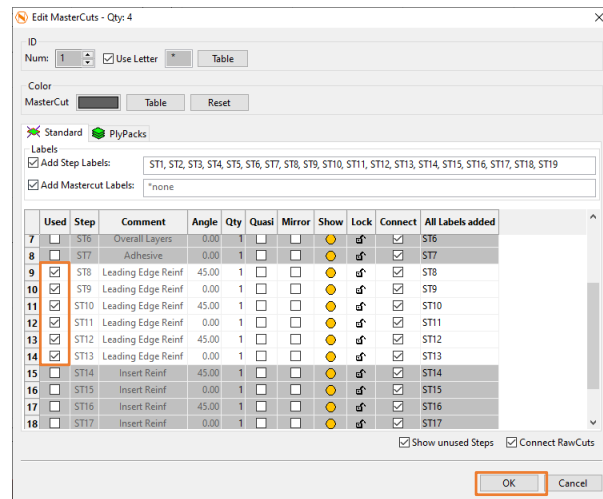 Edit MasterCuts - Qty: 4
ID
Num: 1 Use Letter * Table
Color
MasterCut Table Reset
Standard PlyPacks
Labels
Add Step Labels: ST1, ST2, ST3, ST4, ST5, ST6, ST7, ST8, ST9, ST10, ST11, ST12, ST13, ST14, ST15, ST16, ST17, ST18, ST19
Add Mastercut Labels: *none
Used Step Comment Angle Qty Quasi Mirror Show Lock Connect All Labels added
7 ST6 Overall Layers 0.00 1 ST6
8 ST7 Adhesive 0.00 1 ST7
9 ST8 Leading Edge Reinf 45.00 1 ST8
10 ST9 Leading Edge Reinf 0.00 1 ST9
11 ST10 Leading Edge Reinf 45.00 1 ST10
12 ST11 Leading Edge Reinf 0.00 1 ST11
13 ST12 Leading Edge Reinf 45.00 1 ST12
14 ST13 Leading Edge Reinf 0.00 1 ST13
15 ST14 Insert Reinf 45.00 1 ST14
16 ST15 Insert Reinf 0.00 1 ST15
17 ST16 Insert Reinf 45.00 1 ST16
18 ST17 Insert Reinf 0.00 1 ST17
Show unused Steps Connect RawCuts
OK Cancel